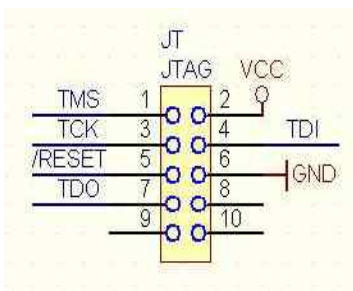 JT
JTAG VCC
TMS 1 2
TCK 3 4 TDI
/RESET 5 6 GND
TDO 7 8
9 10